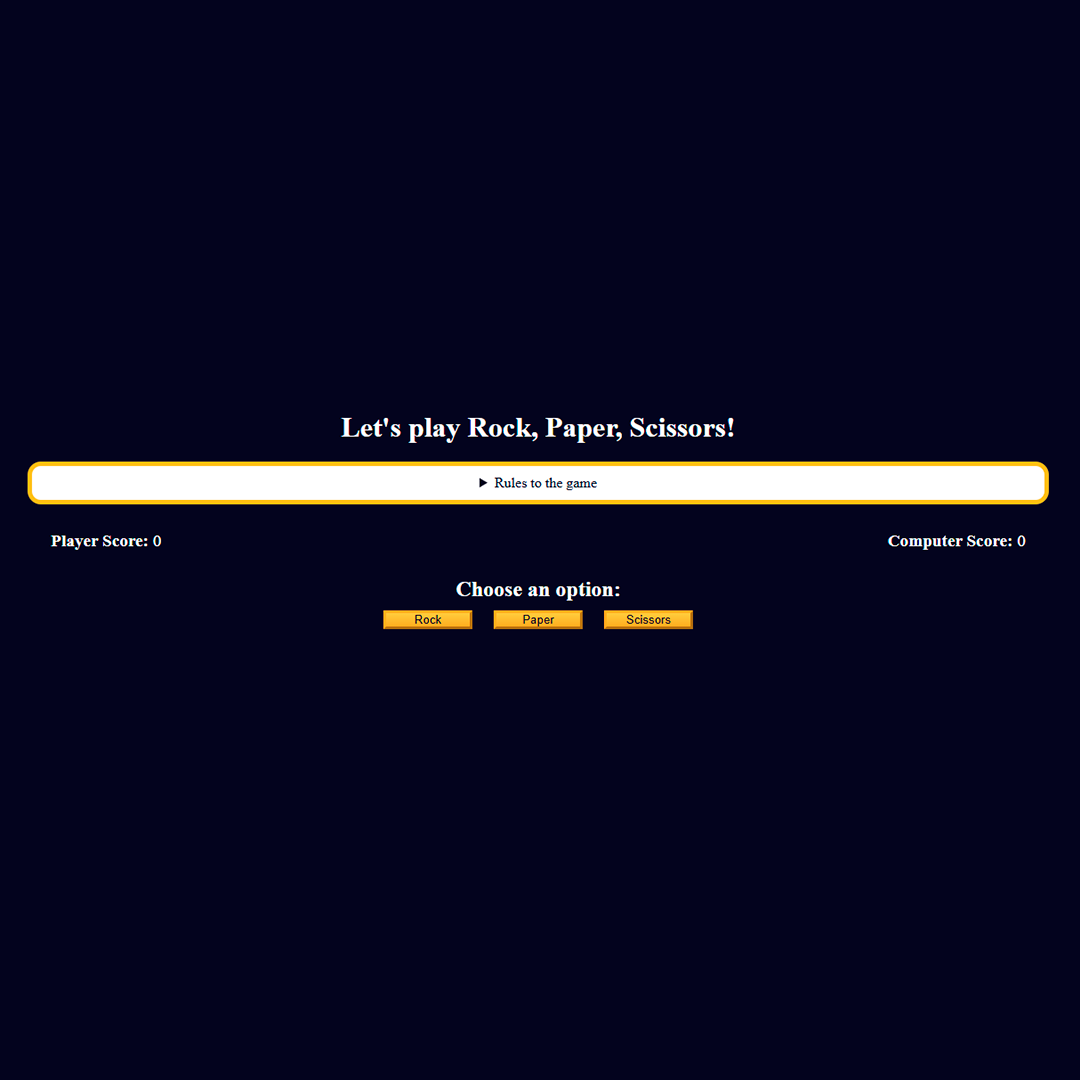 Let's play Rock, Paper, Scissors!
Rules to the game
Player Score: 0 Computer Score: 0
Choose an option:
Rock Paper Scissors